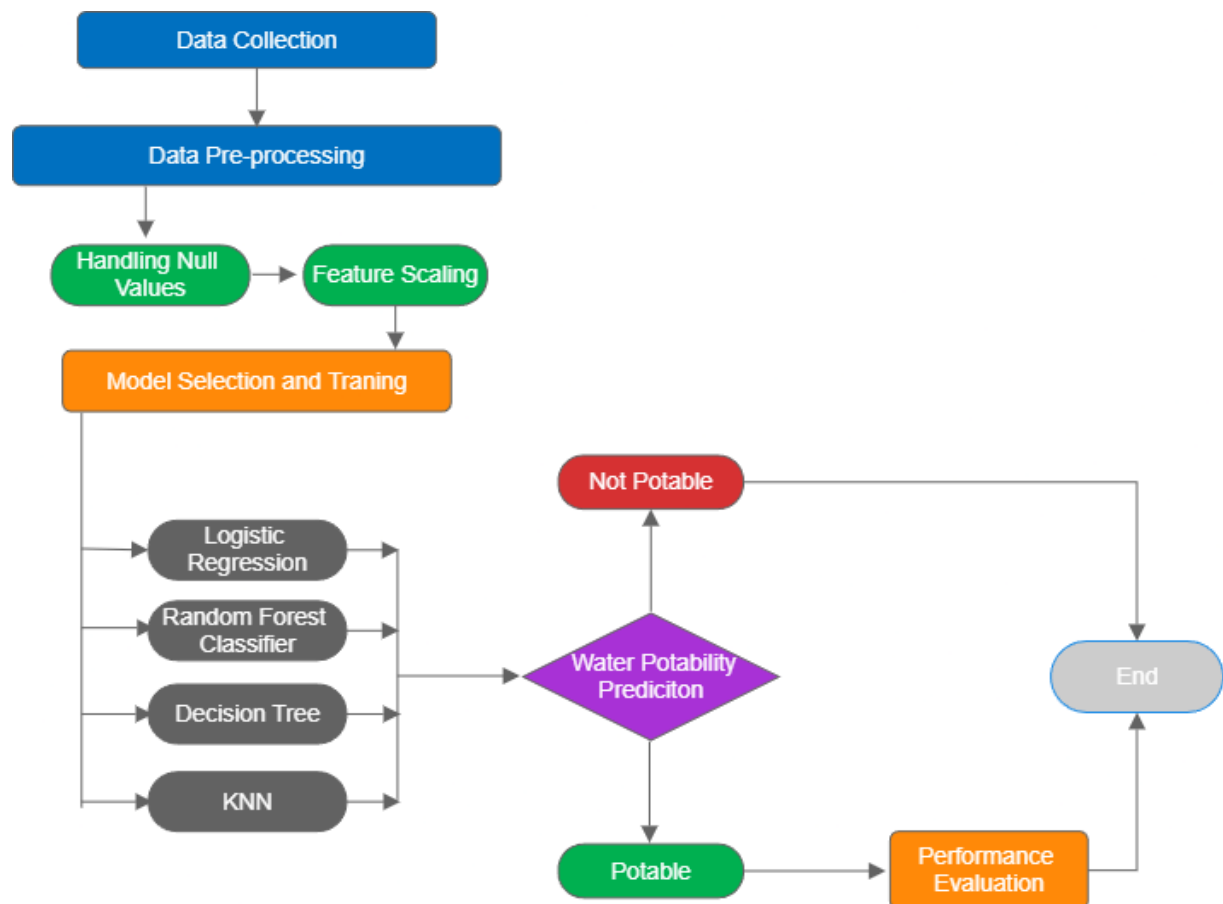 Data Collection
Data Pre-processing
Handling Null
Values
Feature Scaling
Model Selection and Traning
Logistic
Regression
Random Forest
Classifier
Decision Tree
KNN
Not Potable
Water Potability
Prediciton
Potable
Performance
Evaluation
End